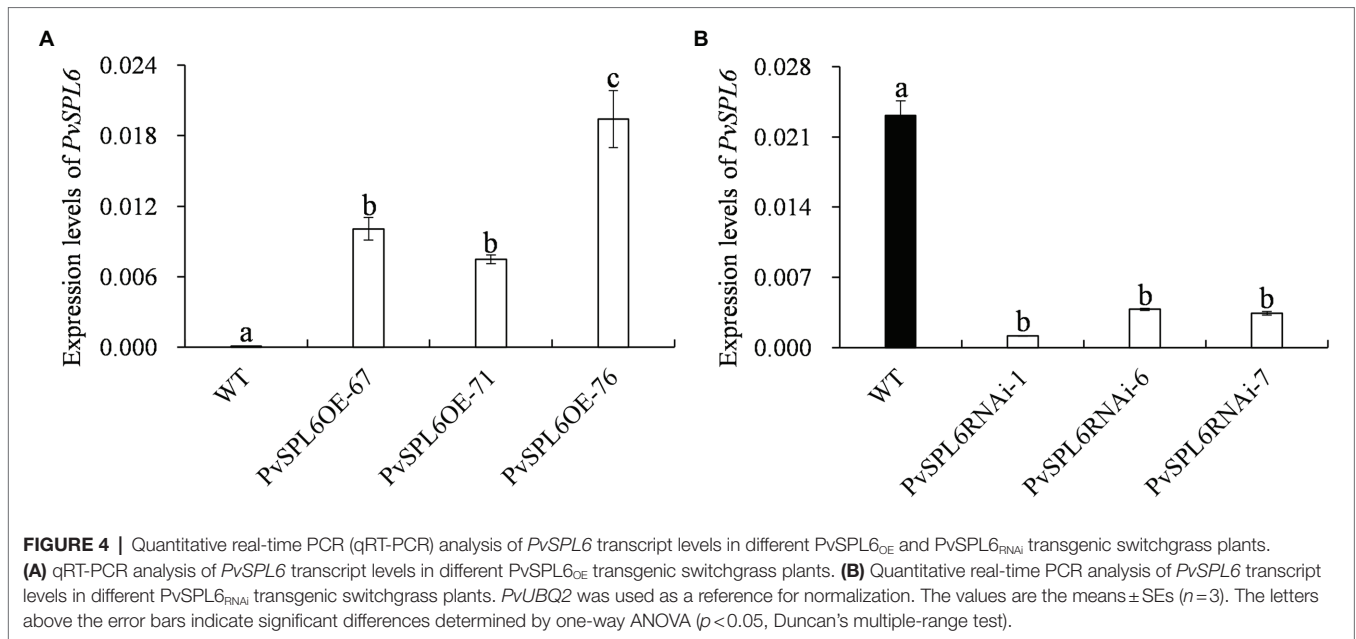 A
Expression levels of PvSPL6
0.024
0.018
0.012
0.006
0.000
a
b
b
c
WT
PvSPL6OE-67
PvSPL6OE-71
PvSPL6OE-76
B
Expression levels of PvSPL6
0.028
0.021
0.014
0.007
0.000
a
b
b
b
WT
PvSPL6RNAi-1
PvSPL6RNAi-6
PvSPL6RNAi-7
FIGURE 4 | Quantitative real-time PCR (qRT-PCR) analysis of PvSPL6 transcript levels in different PvSPL6OE and PvSPL6RNAi transgenic switchgrass plants.
(A) qRT-PCR analysis of PvSPL6 transcript levels in different PvSPL6OE transgenic switchgrass plants. (B) Quantitative real-time PCR analysis of PvSPL6 transcript
levels in different PvSPL6RNAi transgenic switchgrass plants. PvUBQ2 was used as a reference for normalization. The values are the means ± SEs (n = 3). The letters
above the error bars indicate significant differences determined by one-way ANOVA (p < 0.05, Duncan's multiple-range test).